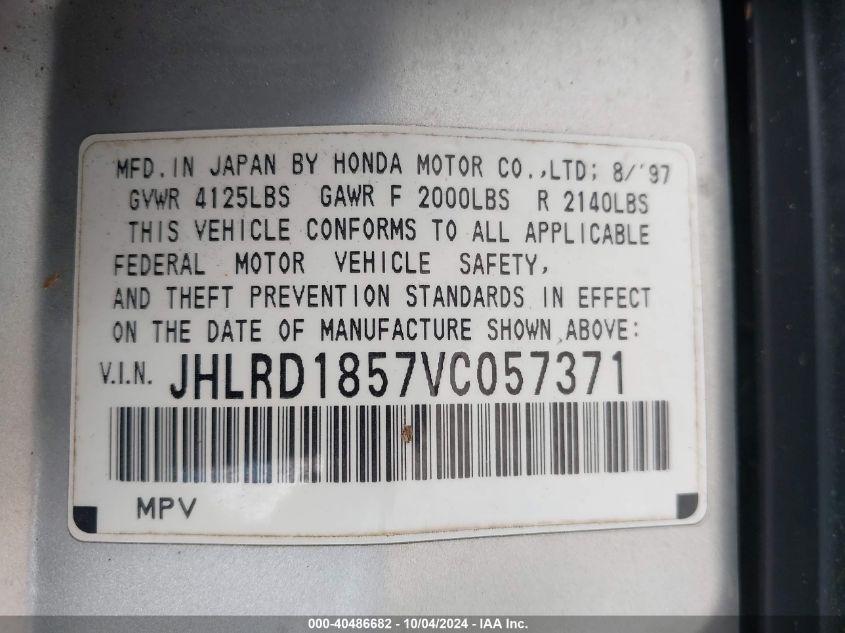 MFD. IN JAPAN BY HONDA MOTOR CO.,LTD; 8/'97
GVWR 4125LBS GAWR F 2000LBS R 2140LBS
THIS VEHICLE CONFORMS TO ALL APPLICABLE
FEDERAL MOTOR VEHICLE SAFETY,
AND THEFT PREVENTION STANDARDS IN EFFECT
ON THE DATE OF MANUFACTURE SHOWN ABOVE:
V.I.N. JHLRD1857VC057371
MPV
000-40486682 - 10/04/2024 - IAA Inc.